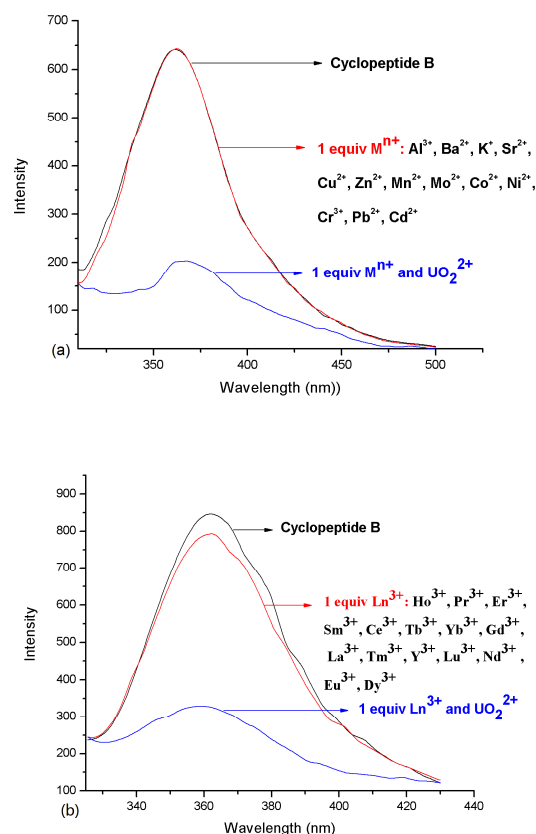 700
600
500
400
300
200
100
Intensity
Cyclopeptide B
1 equiv Mⁿ⁺: Al³⁺, Ba²⁺, K⁺, Sr²⁺,
Cu²⁺, Zn²⁺, Mn²⁺, Mo²⁺, Co²⁺, Ni²⁺,
Cr³⁺, Pb²⁺, Cd²⁺
1 equiv Mⁿ⁺ and UO₂²⁺
(a)
350 400 450 500
Wavelength (nm))
900
800
700
600
500
400
300
200
100
Intensity
Cyclopeptide B
1 equiv Ln³⁺: Ho³⁺, Pr³⁺, Er³⁺,
Sm³⁺, Ce³⁺, Tb³⁺, Yb³⁺, Gd³⁺,
La³⁺, Tm³⁺, Y³⁺, Lu³⁺, Nd³⁺,
Eu³⁺, Dy³⁺
1 equiv Ln³⁺ and UO₂²⁺
(b)
340 360 380 400 420 440
Wavelength (nm)